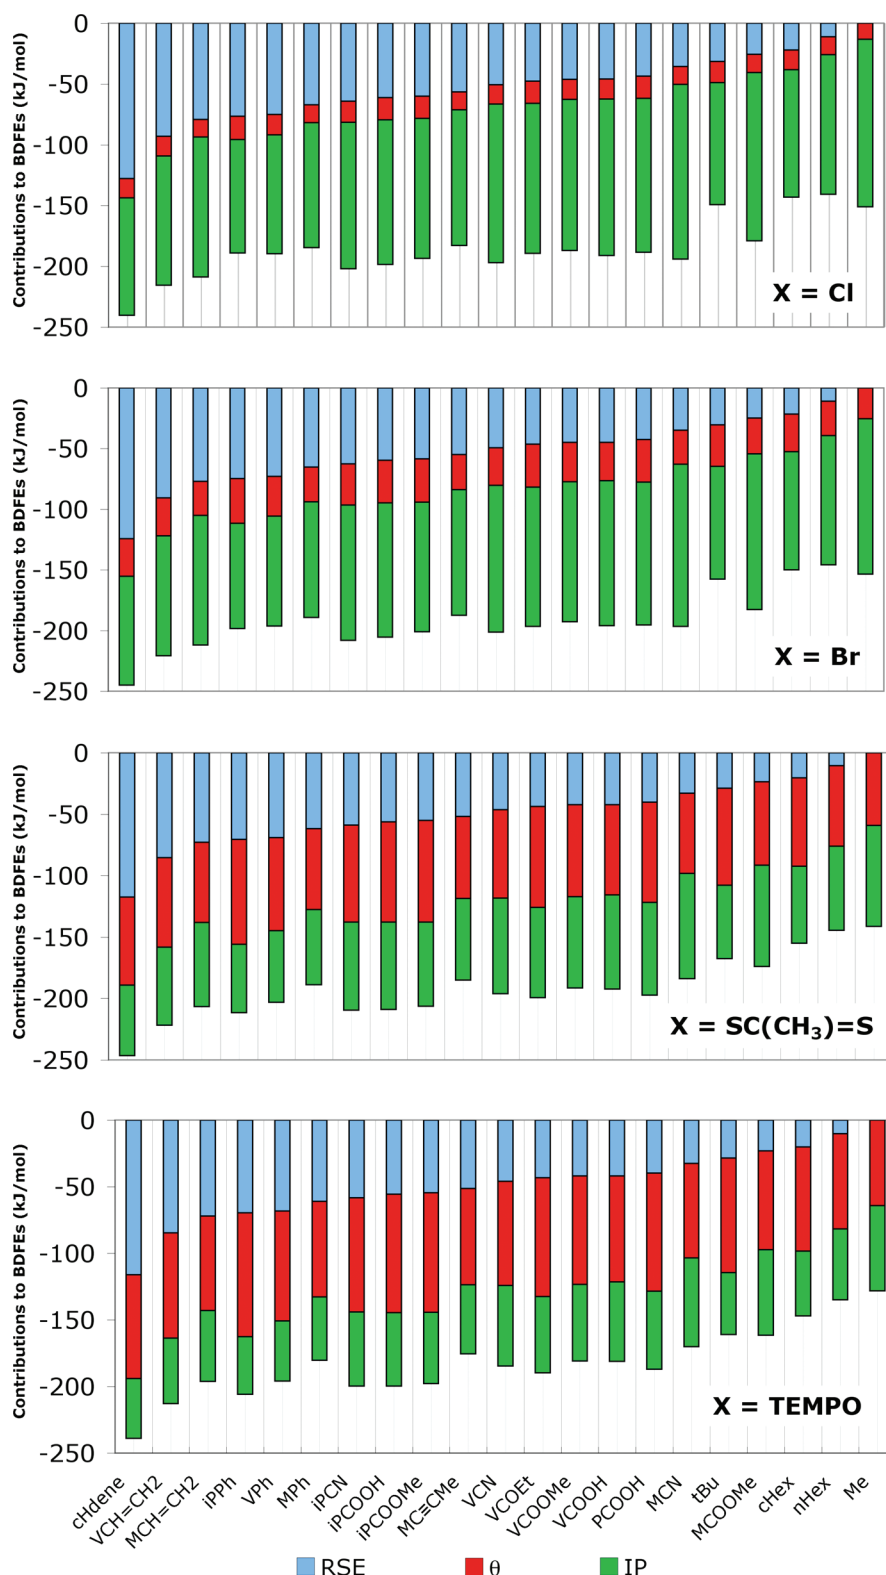 0
-50
-100
-150
-200
-250
Contributions to BDFEs (kJ/mol)
X = Cl
0
-50
-100
-150
-200
-250
Contributions to BDFEs (kJ/mol)
X = Br
0
-50
-100
-150
-200
-250
Contributions to BDFEs (kJ/mol)
X = SC(CH₃)=S
0
-50
-100
-150
-200
-250
Contributions to BDFEs (kJ/mol)
X = TEMPO
cHdene
VCH=CH2
MCH=CH2
iPPh
VPh
MPh
iPCN
iPCOOH
iPCOOMe
MC≡CMe
VCN
VCOEt
VCOOMe
VCOOH
PCOOH
MCN
tBu
MCOOMe
cHex
nHex
Me
RSE θ IP